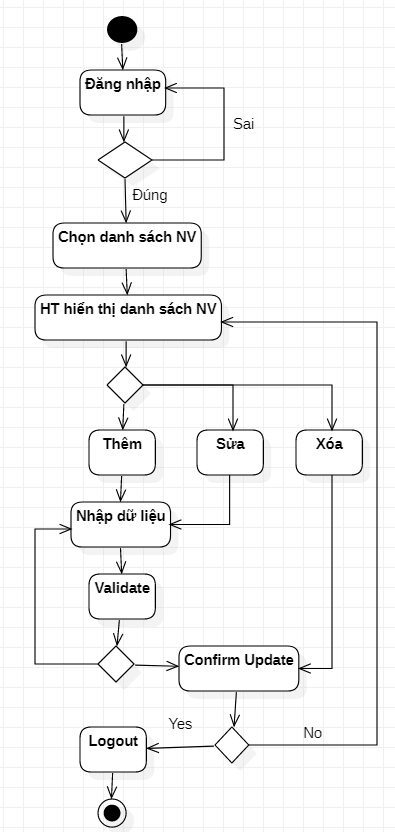 Đăng nhập
Sai
Đúng
Chọn danh sách NV
HT hiển thị danh sách NV
Thêm
Sửa
Xóa
Nhập dữ liệu
Validate
Confirm Update
Yes
No
Logout